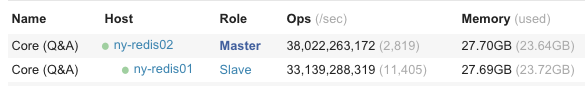 Name Host Role Ops (/sec) Memory (used)
Core (Q&A) ny-redis02 Master 38,022,263,172 (2,819) 27.70GB (23.64GB)
Core (Q&A) ny-redis01 Slave 33,139,288,319 (11,405) 27.69GB (23.72GB)